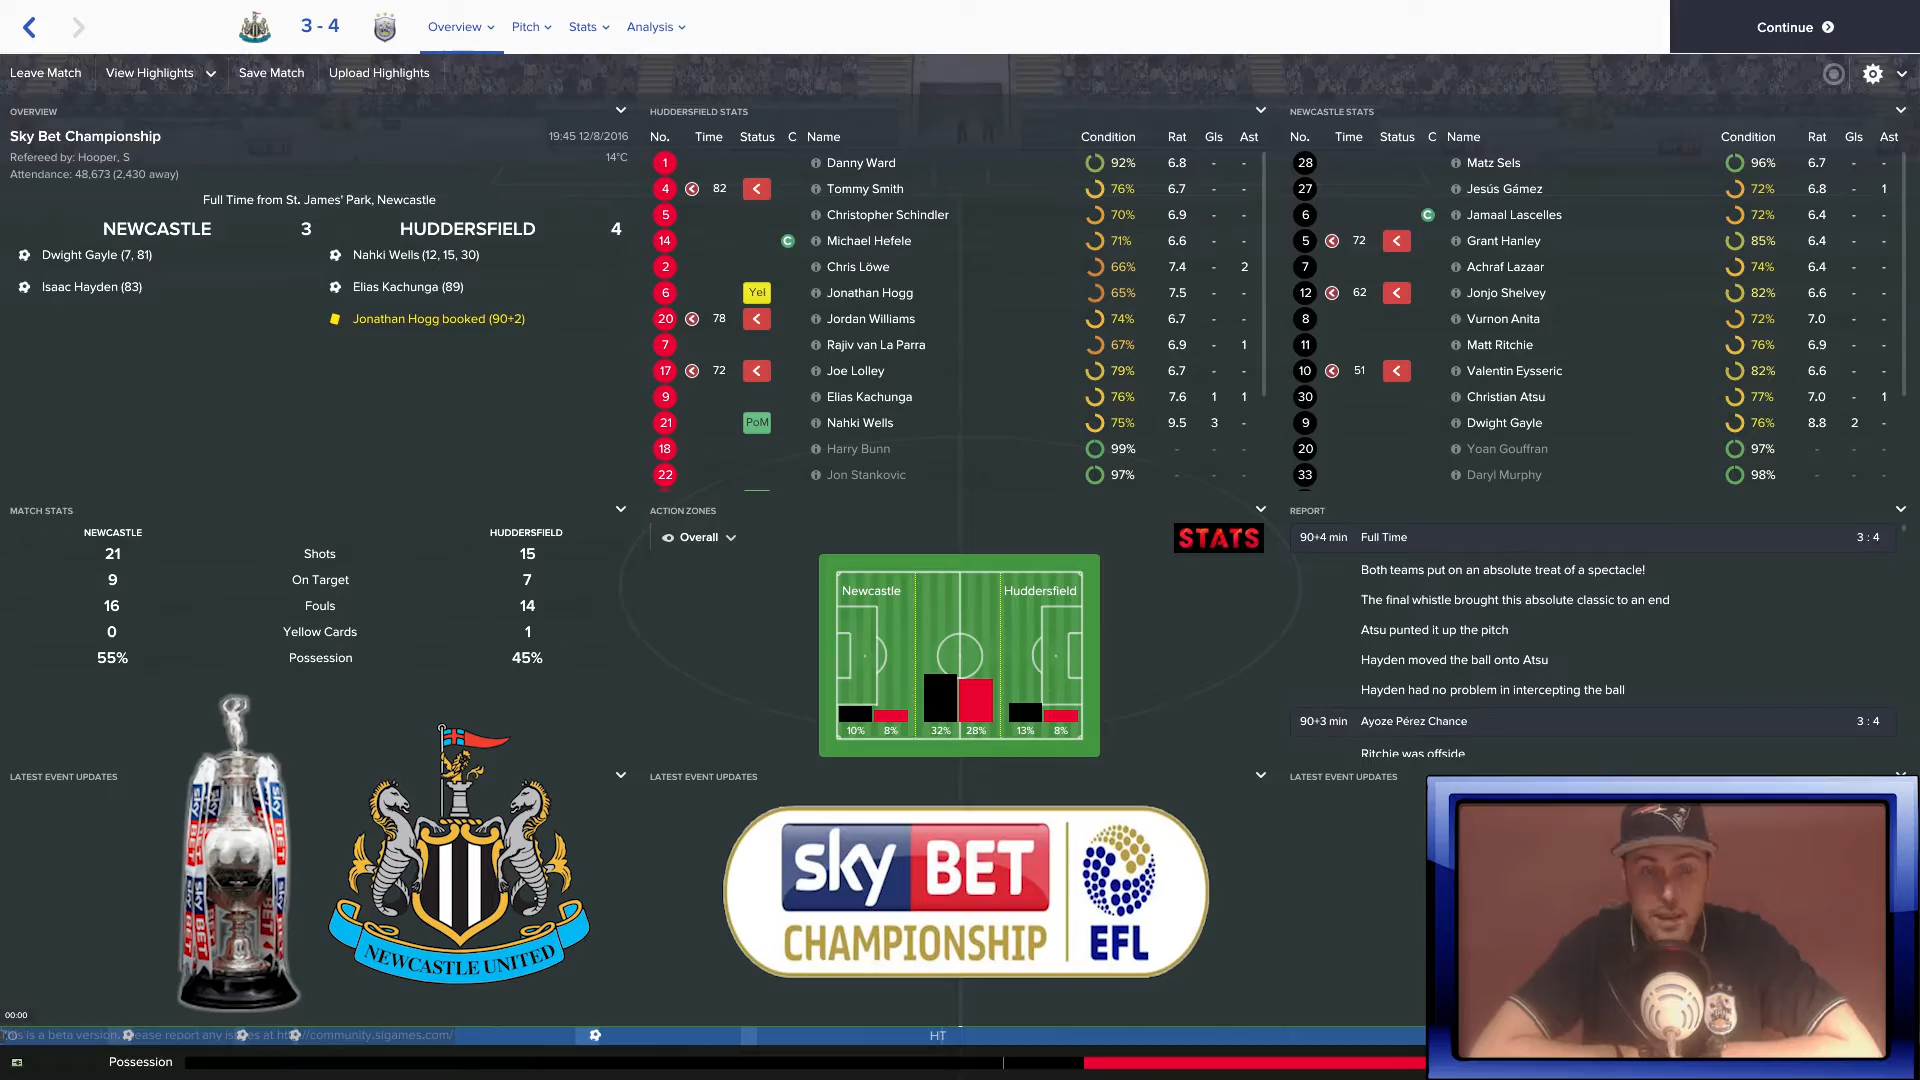 3 - 4
Overview
Pitch
Stats
Analysis
Continue
Leave Match
View Highlights
Save Match
Upload Highlights
OVERVIEW
Sky Bet Championship
19:45 12/8/2016
Refereed by: Hooper, S
14°C
Attendance: 48,673 (2,430 away)
Full Time from St. James' Park, Newcastle
NEWCASTLE 3 HUDDERSFIELD 4
Dwight Gayle (7, 81)
Nahki Wells (12, 15, 30)
Isaac Hayden (83)
Elias Kachunga (89)
Jonathan Hogg booked (90+2)
HUDDERSFIELD STATS
No. Time Status C Name Condition Rat Gls Ast
1 Danny Ward 92% 6.8 - -
4 82 Tommy Smith 76% 6.7 - -
5 Christopher Schindler 70% 6.9 - -
14 C Michael Hefele 71% 6.6 - -
2 Chris Löwe 66% 7.4 - 2
6 Yel Jonathan Hogg 65% 7.5 - -
20 78 Jordan Williams 74% 6.7 - -
7 Rajiv van La Parra 67% 6.9 - 1
17 72 Joe Lolley 79% 6.7 - -
9 Elias Kachunga 76% 7.6 1 1
21 PoM Nahki Wells 75% 9.5 3 -
18 Harry Bunn 99% - - -
22 Jon Stankovic 97% - - -
NEWCASTLE STATS
No. Time Status C Name Condition Rat Gls Ast
28 Matz Sels 96% 6.7 - -
27 Jesús Gámez 72% 6.8 - 1
6 C Jamaal Lascelles 72% 6.4 - -
5 72 Grant Hanley 85% 6.4 - -
7 Achraf Lazaar 74% 6.4 - -
12 62 Jonjo Shelvey 82% 6.6 - -
8 Vurnon Anita 72% 7.0 - -
11 Matt Ritchie 76% 6.9 - -
10 51 Valentin Eysseric 82% 6.6 - -
30 Christian Atsu 77% 7.0 - 1
9 Dwight Gayle 76% 8.8 2 -
20 Yoan Gouffran 97% - - -
33 Daryl Murphy 98% - - -
MATCH STATS
NEWCASTLE HUDDERSFIELD
21 Shots 15
9 On Target 7
16 Fouls 14
0 Yellow Cards 1
55% Possession 45%
ACTION ZONES
Overall
STATS
Newcastle Huddersfield
10% 8% 32% 28% 13% 8%
REPORT
90+4 min Full Time 3 : 4
Both teams put on an absolute treat of a spectacle!
The final whistle brought this absolute classic to an end
Atsu punted it up the pitch
Hayden moved the ball onto Atsu
Hayden had no problem in intercepting the ball
90+3 min Ayoze Pérez Chance 3 : 4
Ritchie was offside
LATEST EVENT UPDATES
NEWCASTLE UNITED
LATEST EVENT UPDATES
sky BET
CHAMPIONSHIP
EFL
LATEST EVENT UPDATES
00:00
This is a beta version. Please report any issues at http://community.sigames.com/
HT
Possession